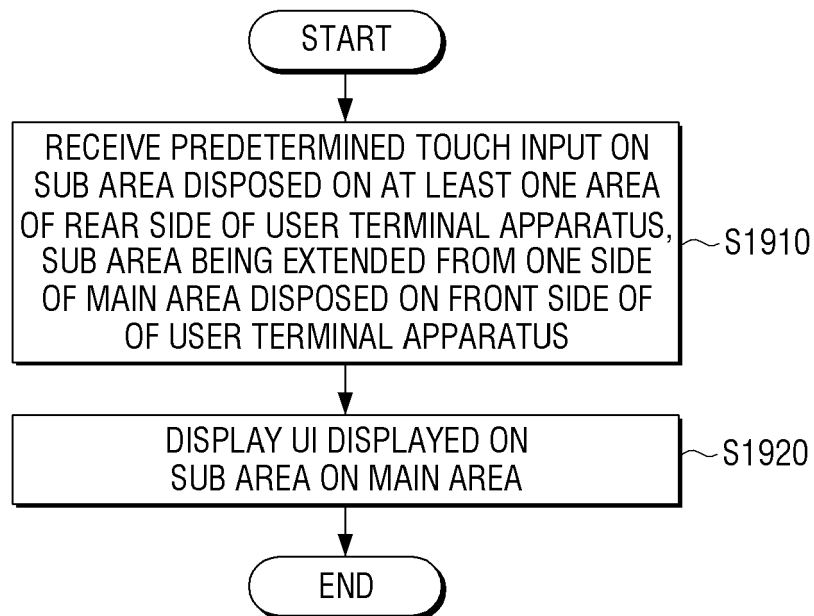 START
RECEIVE PREDETERMINED TOUCH INPUT ON
SUB AREA DISPOSED ON AT LEAST ONE AREA
OF REAR SIDE OF USER TERMINAL APPARATUS,
SUB AREA BEING EXTENDED FROM ONE SIDE
OF MAIN AREA DISPOSED ON FRONT SIDE OF
OF USER TERMINAL APPARATUS
S1910
DISPLAY UI DISPLAYED ON
SUB AREA ON MAIN AREA
S1920
END